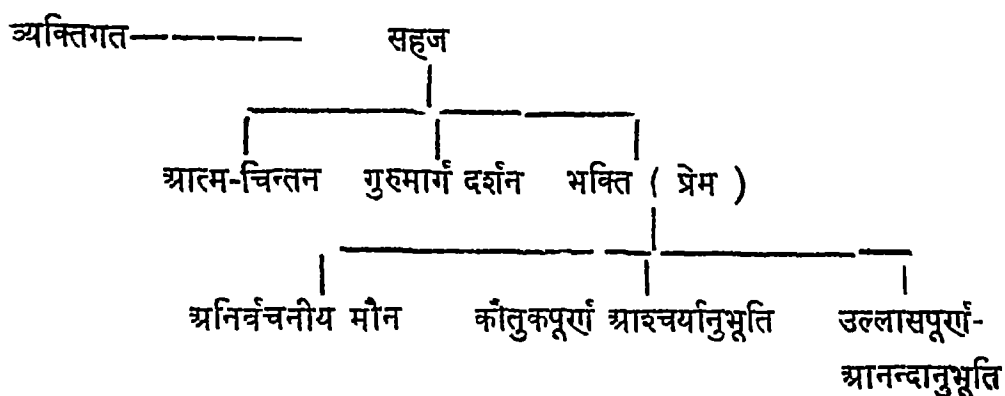 व्यक्तिगत————— सहज
आत्म-चिन्तन गुरुमार्ग दर्शन भक्ति ( प्रेम )
अनिर्वचनीय मौन कौतुकपूर्ण आश्चर्यानुभूति उल्लासपूर्ण-
आनन्दानुभूति